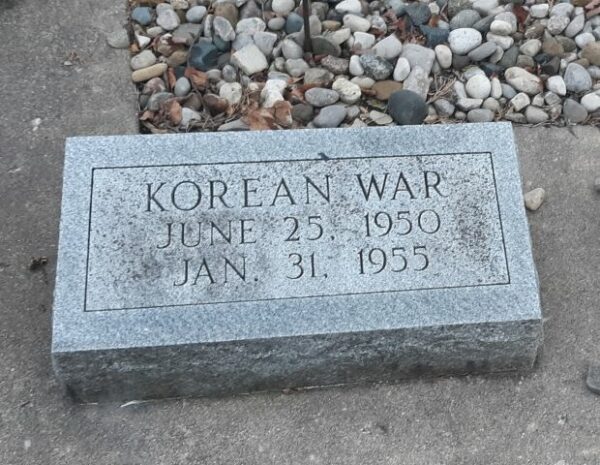 KOREAN WAR
JUNE 25, 1950
JAN. 31, 1955